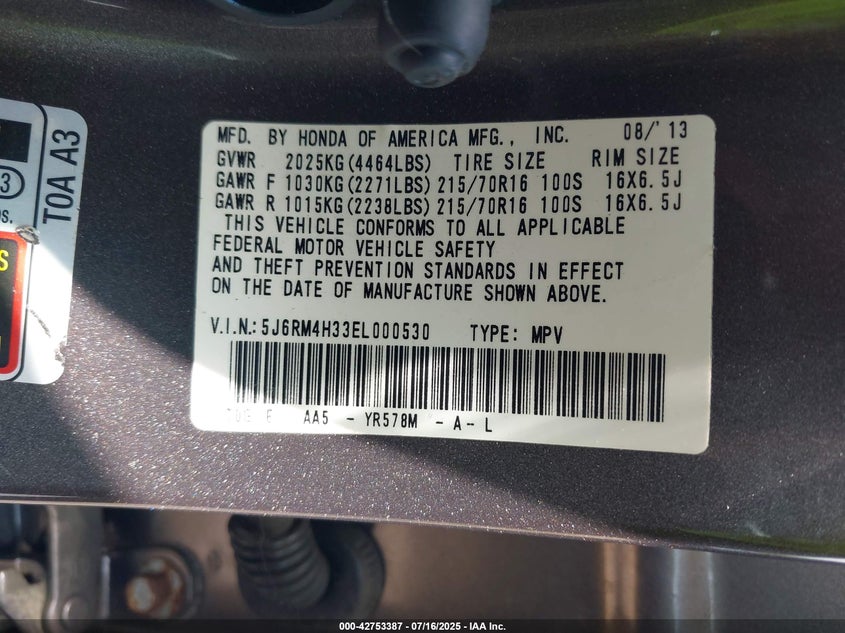 TOA A3
3
S
MFD. BY HONDA OF AMERICA MFG., INC. 08/'13
GVWR 2025KG(4464LBS) TIRE SIZE RIM SIZE
GAWR F 1030KG(2271LBS) 215/70R16 100S 16X6.5J
GAWR R 1015KG(2238LBS) 215/70R16 100S 16X6.5J
THIS VEHICLE CONFORMS TO ALL APPLICABLE
FEDERAL MOTOR VEHICLE SAFETY
AND THEFT PREVENTION STANDARDS IN EFFECT
ON THE DATE OF MANUFACTURE SHOWN ABOVE.
V.I.N.:5J6RM4H33EL000530 TYPE: MPV
AA5 - YR578M - A- L
000-42753387 - 07/16/2025 - IAA Inc.